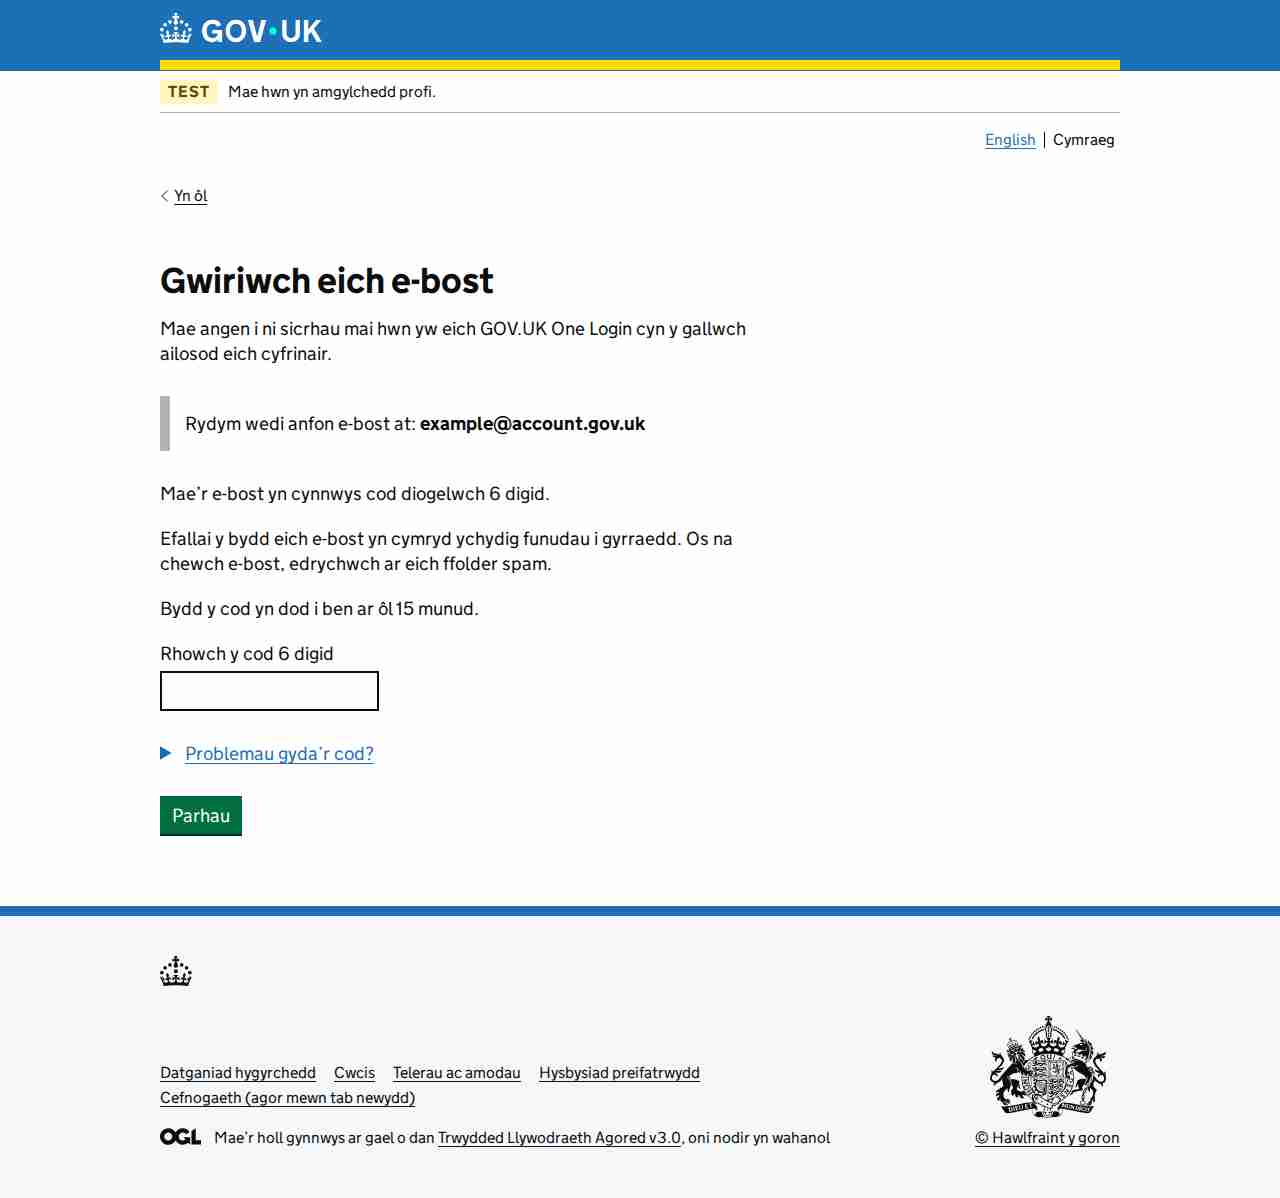 GOV·UK
TEST Mae hwn yn amgylchedd profi.
English | Cymraeg
Yn ôl
Gwiriwch eich e-bost
Mae angen i ni sicrhau mai hwn yw eich GOV.UK One Login cyn y gallwch
ailosod eich cyfrinair.
Rydym wedi anfon e-bost at: example@account.gov.uk
Mae’r e-bost yn cynnwys cod diogelwch 6 digid.
Efallai y bydd eich e-bost yn cymryd ychydig funudau i gyrraedd. Os na
chewch e-bost, edrychwch ar eich ffolder spam.
Bydd y cod yn dod i ben ar ôl 15 munud.
Rhowch y cod 6 digid
Problemau gyda’r cod?
Parhau
Datganiad hygyrchedd Cwcis Telerau ac amodau Hysbysiad preifatrwydd
Cefnogaeth (agor mewn tab newydd)
OGL Mae’r holl gynnwys ar gael o dan Trwydded Llywodraeth Agored v3.0, oni nodir yn wahanol
© Hawlfraint y goron